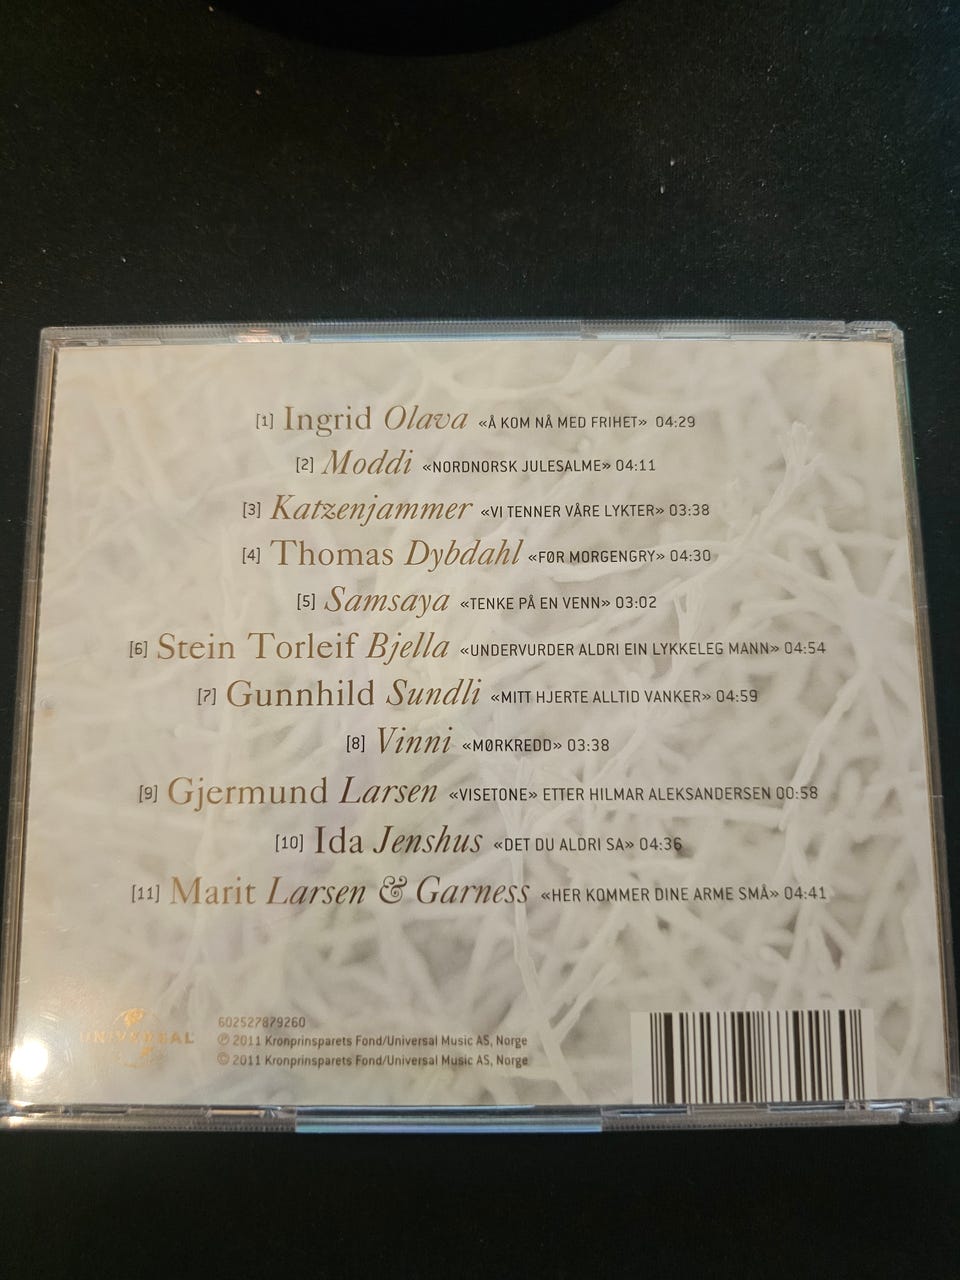 [1] Ingrid Olava «Å KOM NÅ MED FRIHET» 04:29
[2] Moddi «NORDNORSK JULESALME» 04:11
[3] Katzenjammer «VI TENNER VÅRE LYKTER» 03:38
[4] Thomas Dybdahl «FØR MORGENGRY» 04:30
[5] Samsaya «TENKE PÅ EN VENN» 03:02
[6] Stein Torleif Bjella «UNDERVURDER ALDRI EIN LYKKELEG MANN» 04:54
[7] Gunnhild Sundli «MITT HJERTE ALLTID VANKER» 04:59
[8] Vinni «MØRKREDD» 03:38
[9] Gjermund Larsen «VISETONE» ETTER HILMAR ALEKSANDERSEN 00:58
[10] Ida Jenshus «DET DU ALDRI SA» 04:36
[11] Marit Larsen & Garness «HER KOMMER DINE ARME SMÅ» 04:41
UNIVERSAL
602527879260
℗ 2011 Kronprinsparets Fond/Universal Music AS, Norge
© 2011 Kronprinsparets Fond/Universal Music AS, Norge